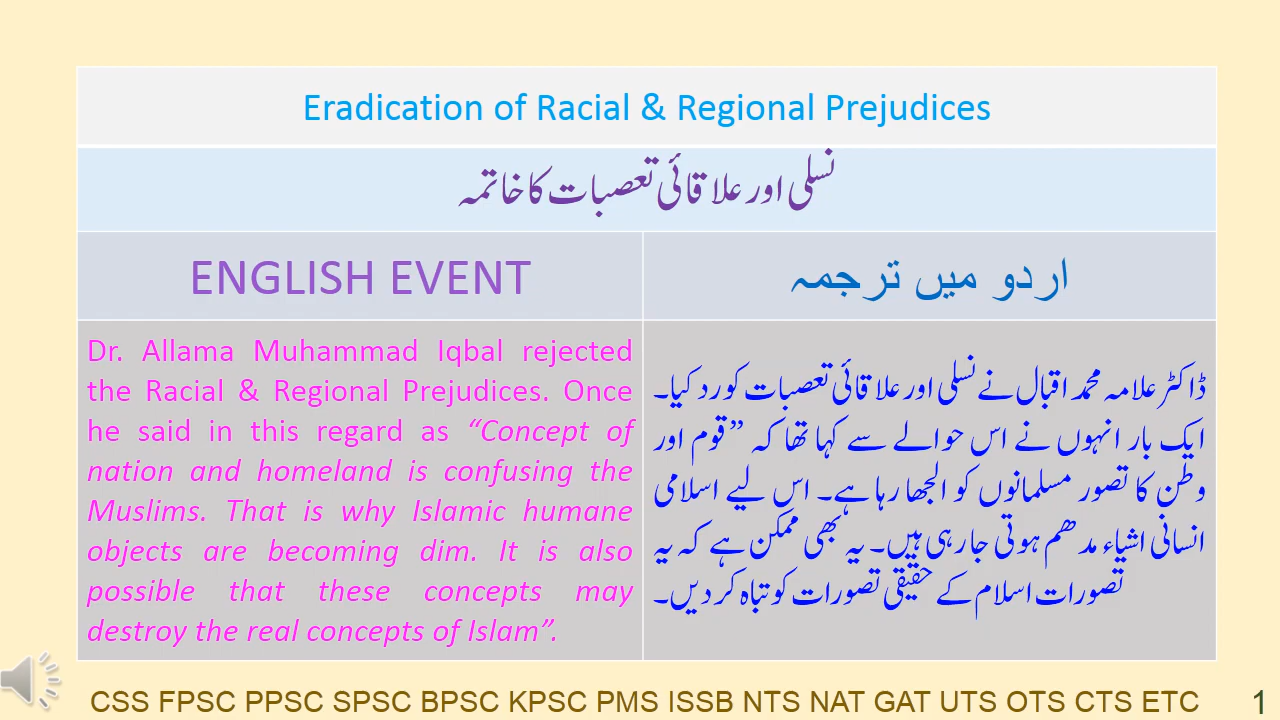 Eradication of Racial & Regional Prejudices
نسلی اور علاقائی تعصبات کا خاتمہ
ENGLISH EVENT
اردو میں ترجمہ
Dr. Allama Muhammad Iqbal rejected
the Racial & Regional Prejudices. Once
he said in this regard as “Concept of
nation and homeland is confusing the
Muslims. That is why Islamic humane
objects are becoming dim. It is also
possible that these concepts may
destroy the real concepts of Islam”.
ڈاکٹر علامہ محمد اقبال نے نسلی اور علاقائی تعصبات کو رد کیا۔
ایک بار انہوں نے اس حوالے سے کہا تھا کہ ”قوم اور
وطن کا تصور مسلمانوں کو الجھا رہا ہے۔ اس لیے اسلامی
انسانی اشیاء مدھم ہوتی جا رہی ہیں۔ یہ بھی ممکن ہے کہ یہ
تصورات اسلام کے حقیقی تصورات کو تباہ کر دیں۔
CSS FPSC PPSC SPSC BPSC KPSC PMS ISSB NTS NAT GAT UTS OTS CTS ETC
1